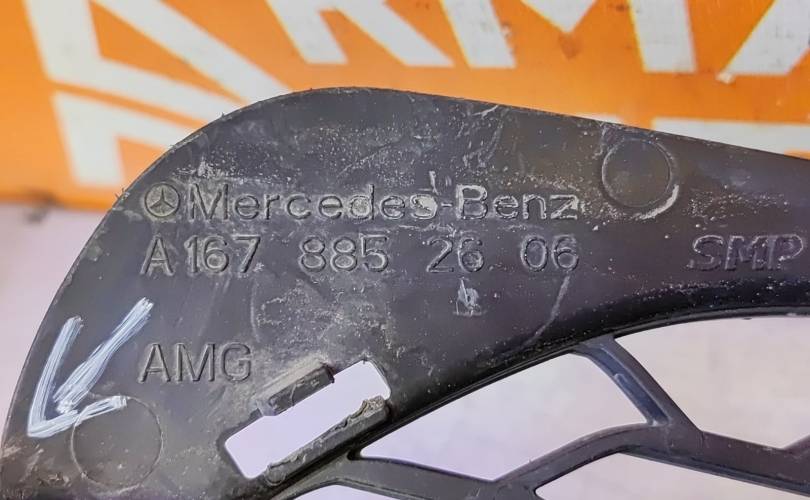 Mercedes-Benz
A 167 885 26 06
SMP
AMG